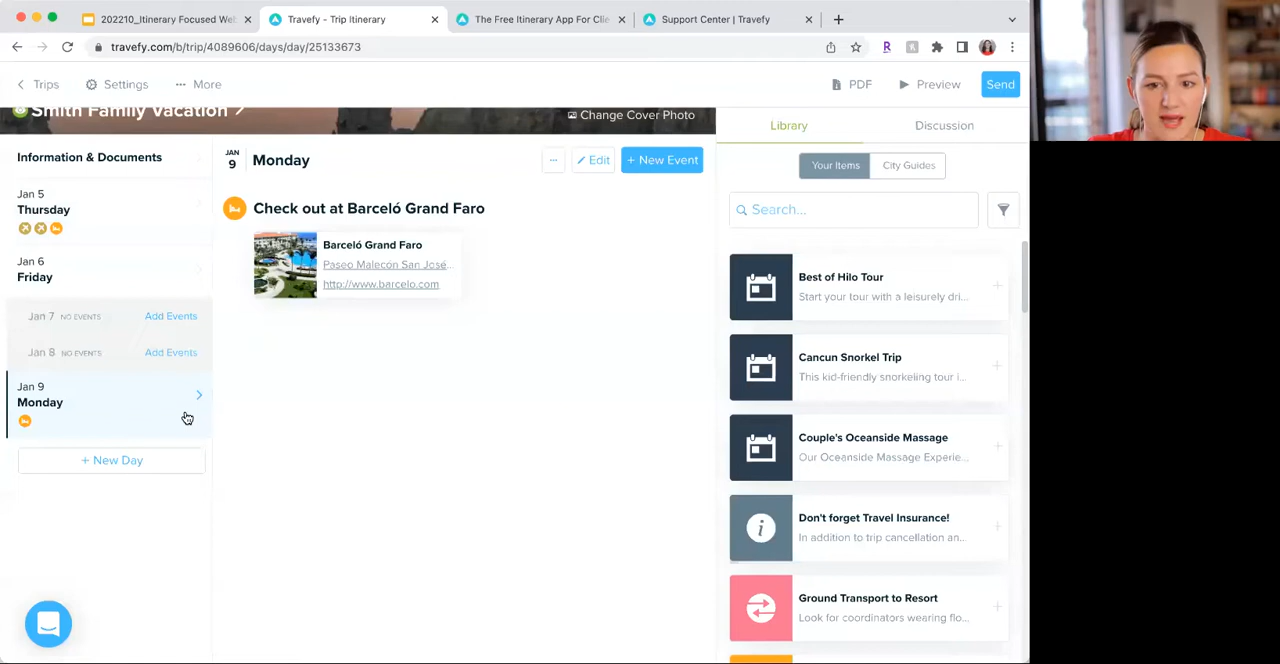 202210_Itinerary Focused Web
Travefy - Trip Itinerary
The Free Itinerary App For Clie
Support Center | Travefy
travefy.com/b/trip/4089606/days/day/25133673
Trips
Settings
More
PDF
Preview
Send
Smith Family Vacation
Change Cover Photo
Library
Discussion
Information & Documents
JAN
9
Monday
Edit
+ New Event
Your Items
City Guides
Jan 5
Thursday
Search...
Check out at Barceló Grand Faro
Barceló Grand Faro
Paseo Malecón San José...
http://www.barcelo.com
Jan 6
Friday
Jan 7 NO EVENTS
Add Events
Jan 8 NO EVENTS
Add Events
Jan 9
Monday
+ New Day
Best of Hilo Tour
Start your tour with a leisurely dri...
Cancun Snorkel Trip
This kid-friendly snorkeling tour i...
Couple's Oceanside Massage
Our Oceanside Massage Experie...
Don't forget Travel Insurance!
In addition to trip cancellation an...
Ground Transport to Resort
Look for coordinators wearing flo...